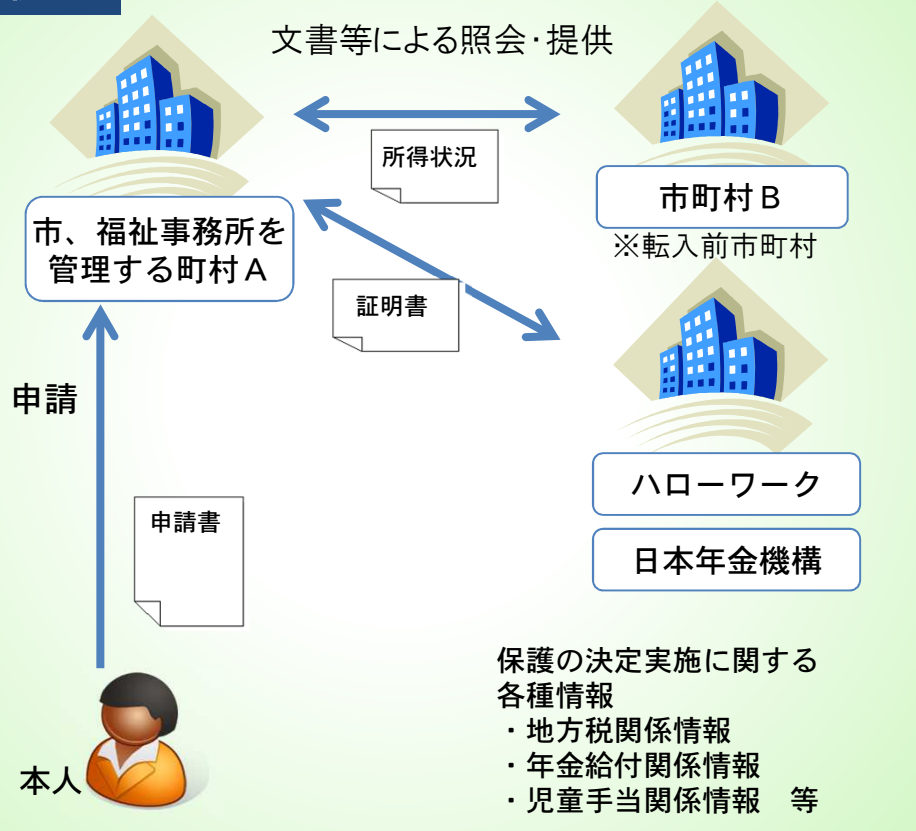 文書等による照会・提供
所得状況
市、福祉事務所を
管理する町村Ａ
市町村Ｂ
※転入前市町村
証明書
申請
ハローワーク
日本年金機構
申請書
保護の決定実施に関する
各種情報
・地方税関係情報
・年金給付関係情報
・児童手当関係情報　等
本人